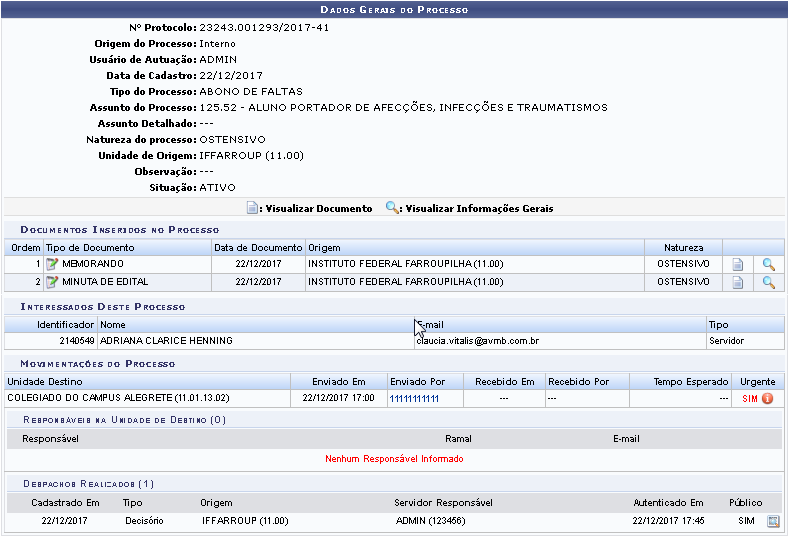 Dados Gerais do Processo
Nº Protocolo: 23243.001293/2017-41
Origem do Processo: Interno
Usuário de Autuação: ADMIN
Data de Cadastro: 22/12/2017
Tipo do Processo: ABONO DE FALTAS
Assunto do Processo: 125.52 - ALUNO PORTADOR DE AFECÇÕES, INFECÇÕES E TRAUMATISMOS
Assunto Detalhado: ---
Natureza do processo: OSTENSIVO
Unidade de Origem: IFFARROUP (11.00)
Observação: ---
Situação: ATIVO
: Visualizar Documento : Visualizar Informações Gerais
Documentos Inseridos no Processo
Ordem Tipo de Documento Data de Documento Origem Natureza
1 MEMORANDO 22/12/2017 INSTITUTO FEDERAL FARROUPILHA (11.00) OSTENSIVO
2 MINUTA DE EDITAL 22/12/2017 INSTITUTO FEDERAL FARROUPILHA (11.00) OSTENSIVO
Interessados Deste Processo
Identificador Nome E-mail Tipo
2140549 ADRIANA CLARICE HENNING claucia.vitalis@avmb.com.br Servidor
Movimentações do Processo
Unidade Destino Enviado Em Enviado Por Recebido Em Recebido Por Tempo Esperado Urgente
COLEGIADO DO CAMPUS ALEGRETE (11.01.13.02) 22/12/2017 17:00 11111111111 --- --- --- SIM
Responsáveis na Unidade de Destino (0)
Responsável Ramal E-mail
Nenhum Responsável Informado
Despachos Realizados (1)
Cadastrado Em Tipo Origem Servidor Responsável Autenticado Em Público
22/12/2017 Decisório IFFARROUP (11.00) ADMIN (123456) 22/12/2017 17:45 SIM